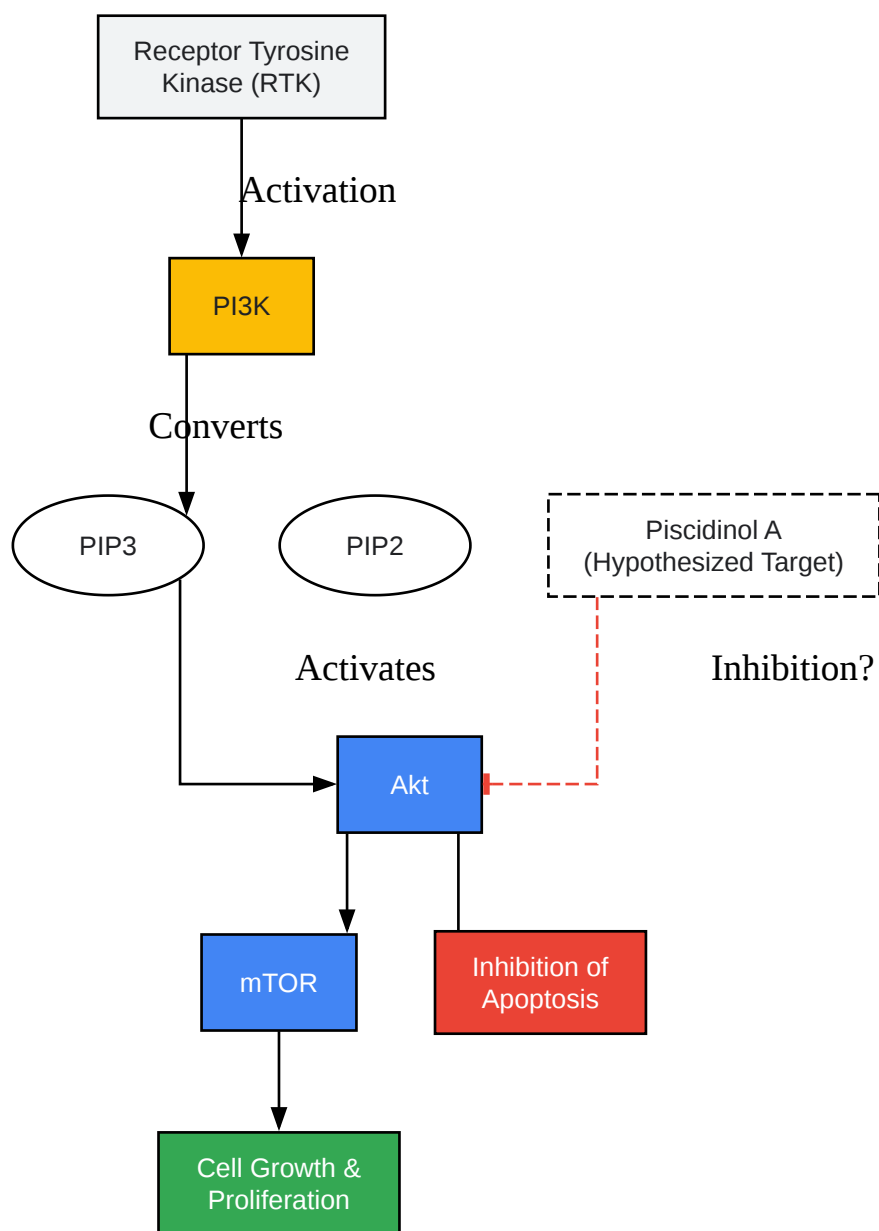 Receptor Tyrosine
Kinase (RTK)
Activation
PI3K
Converts
PIP3
PIP2
Piscidinol A
(Hypothesized Target)
Activates
Inhibition?
Akt
mTOR
Inhibition of
Apoptosis
Cell Growth &
Proliferation